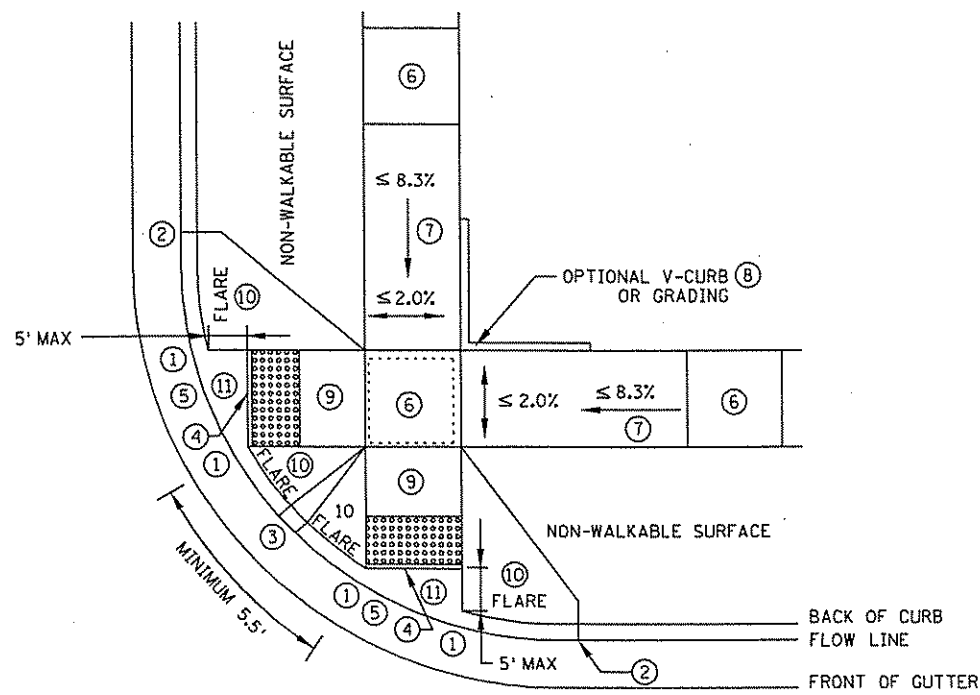 6
NON-WALKABLE SURFACE
≤ 8.3%
7
2
≤ 2.0%
OPTIONAL V-CURB 8
OR GRADING
FLARE
10
5' MAX
1
5
11
9
6
≤ 2.0%
≤ 8.3%
7
6
4
1
10
FLARE
9
10
FLARE
3
NON-WALKABLE SURFACE
MINIMUM 5.5'
1
5
11
4
1
10
FLARE
5' MAX
2
BACK OF CURB
FLOW LINE
FRONT OF GUTTER